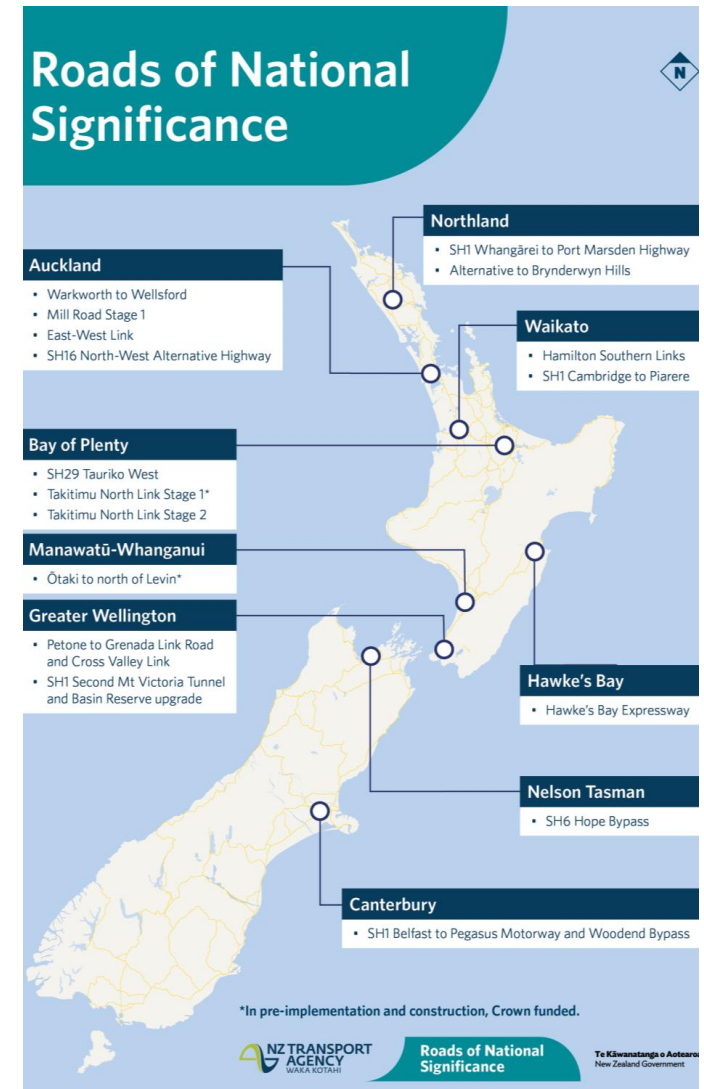 Roads of National
Significance
N
Northland
• SH1 Whangārei to Port Marsden Highway
• Alternative to Brynderwyn Hills
Auckland
• Warkworth to Wellsford
• Mill Road Stage 1
• East-West Link
• SH16 North-West Alternative Highway
Waikato
• Hamilton Southern Links
• SH1 Cambridge to Piarere
Bay of Plenty
• SH29 Tauriko West
• Takitimu North Link Stage 1*
• Takitimu North Link Stage 2
Manawatū-Whanganui
• Ōtaki to north of Levin*
Greater Wellington
• Petone to Grenada Link Road
and Cross Valley Link
• SH1 Second Mt Victoria Tunnel
and Basin Reserve upgrade
Hawke's Bay
• Hawke's Bay Expressway
Nelson Tasman
• SH6 Hope Bypass
Canterbury
• SH1 Belfast to Pegasus Motorway and Woodend Bypass
*In pre-implementation and construction, Crown funded.
NZ TRANSPORT
AGENCY
WAKA KOTAHI
Roads of National
Significance
Te Kāwanatanga o Aotearoa
New Zealand Government